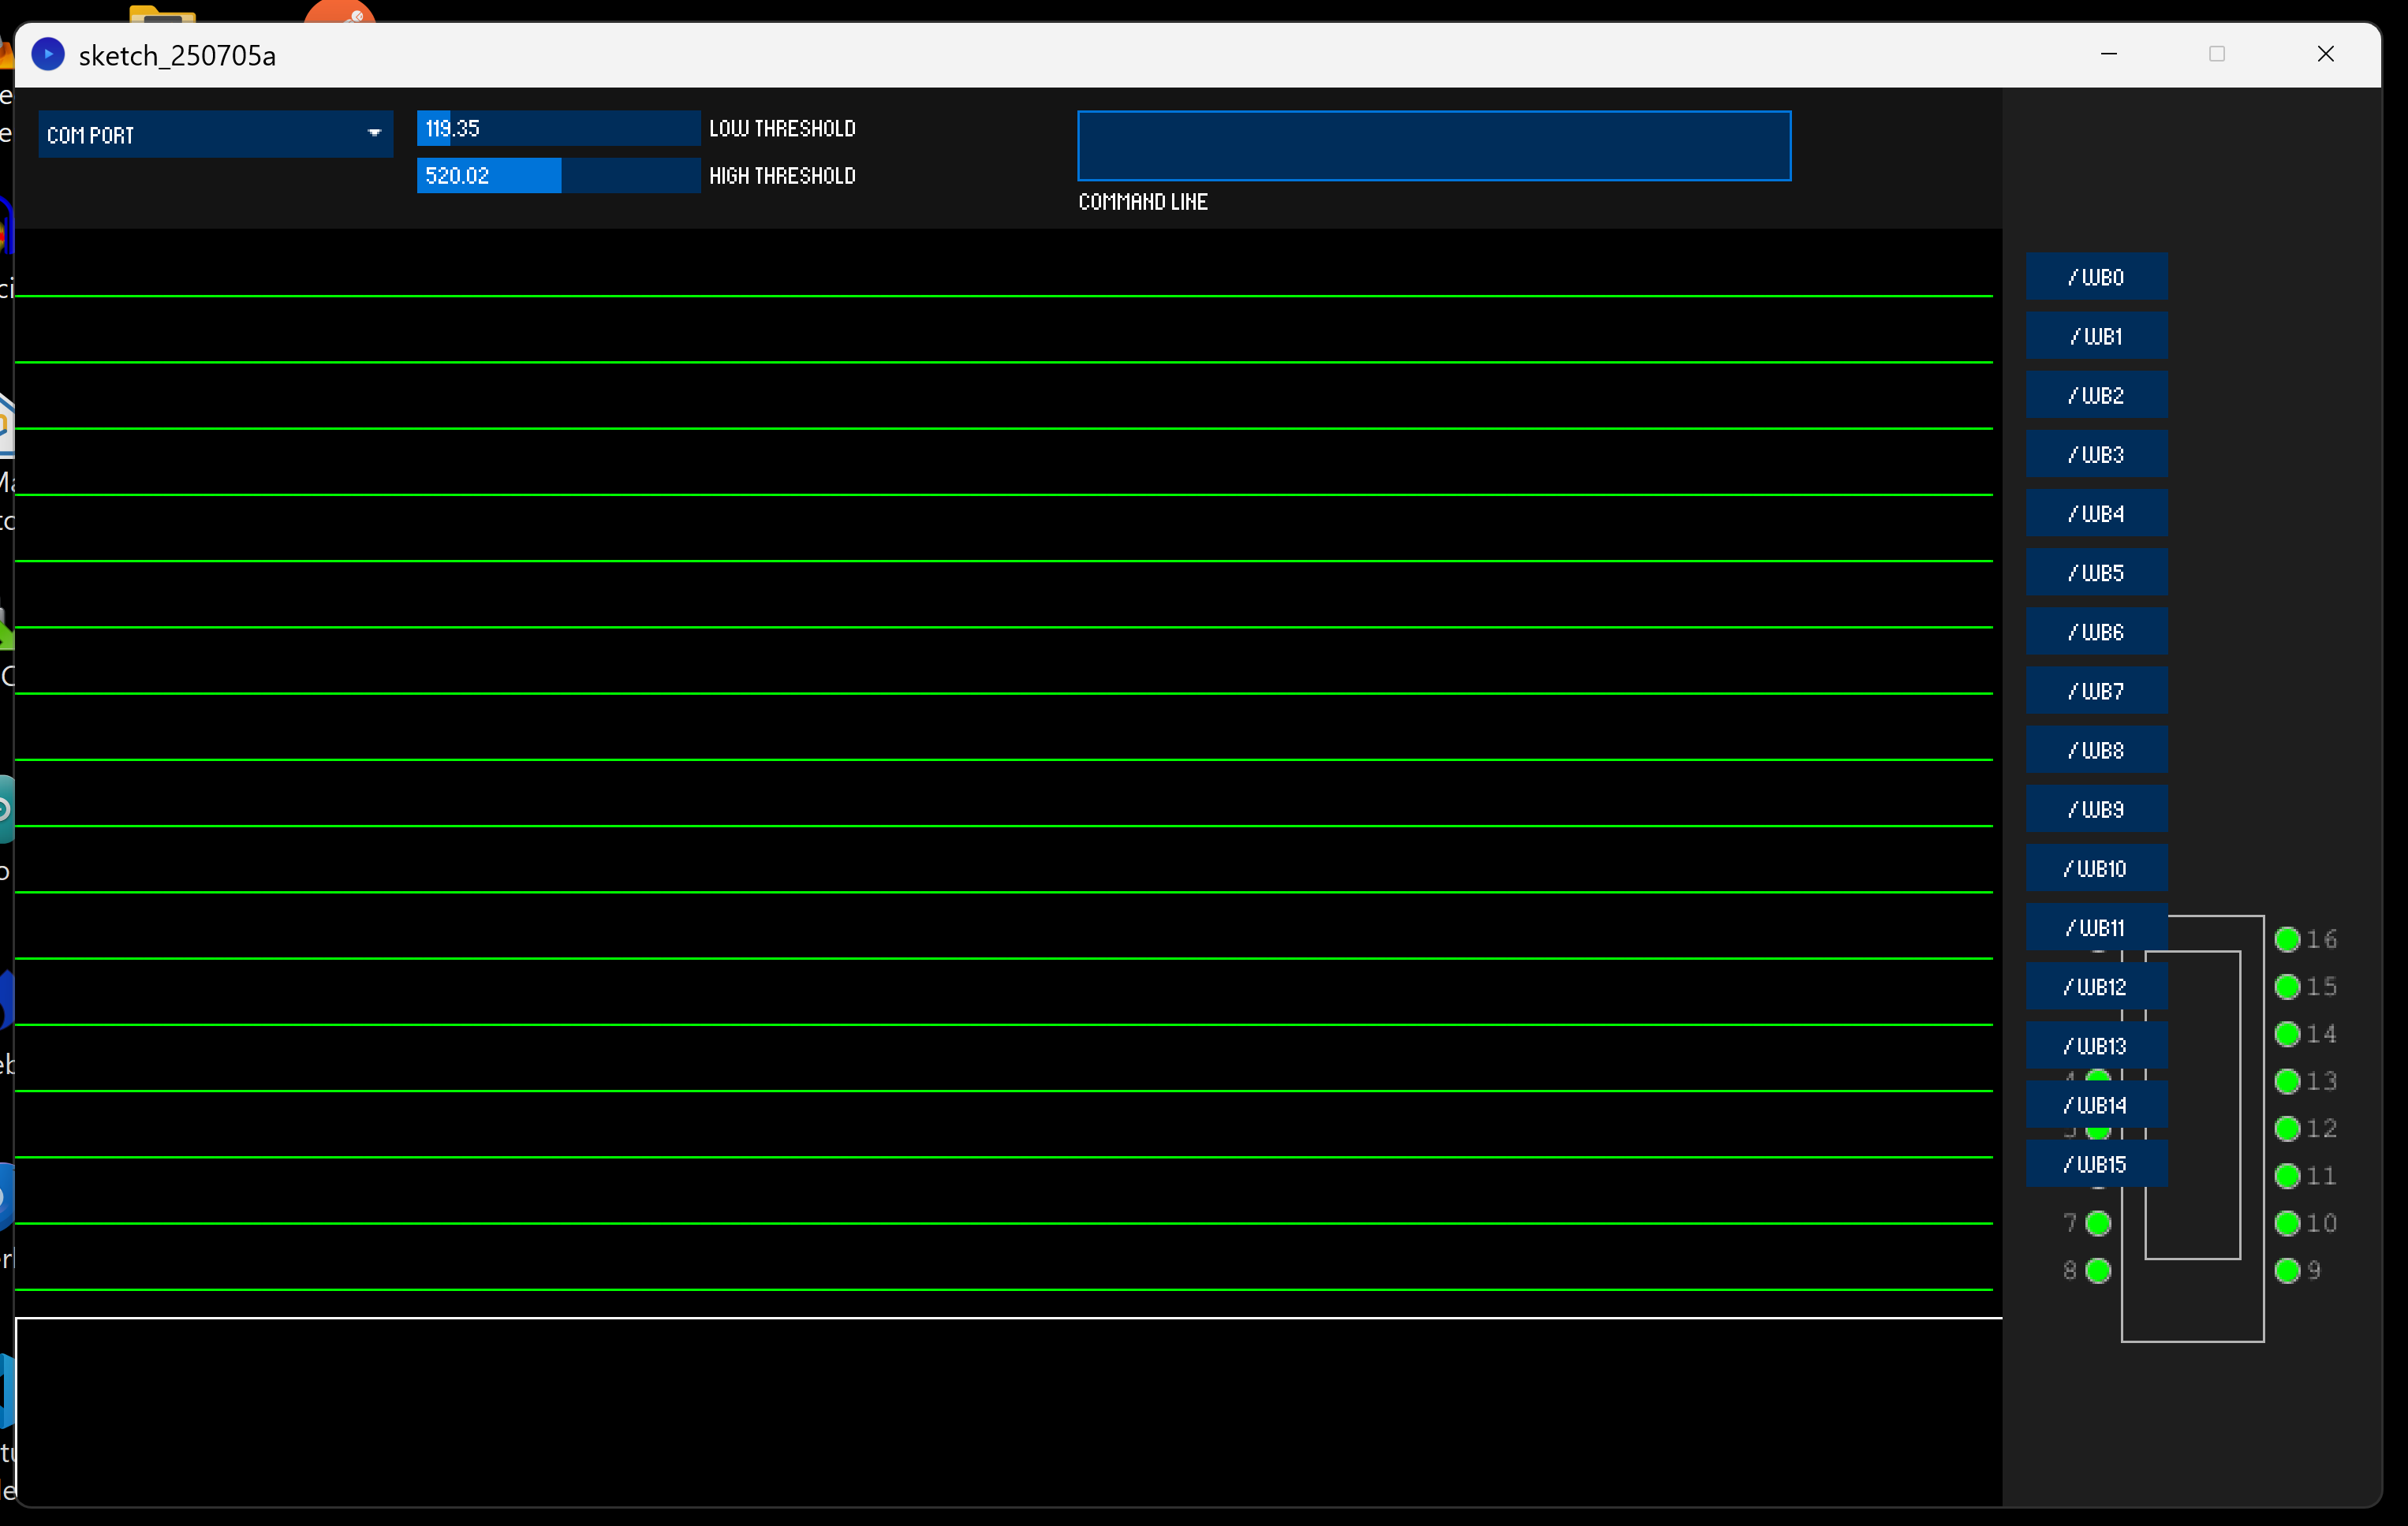 sketch_250705a
COM PORT
119.35 LOW THRESHOLD
520.02 HIGH THRESHOLD
COMMAND LINE
/WB0
/WB1
/WB2
/WB3
/WB4
/WB5
/WB6
/WB7
/WB8
/WB9
/WB10
/WB11
16
/WB12
15
14
/WB13
13
/WB14
12
/WB15
11
7 10
8 9